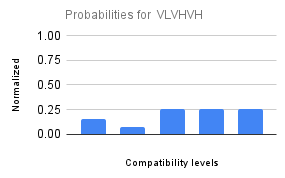 Probabilities for VLVHVH
1.00
0.75
0.50
0.25
0.00
Normalized
Compatibility levels